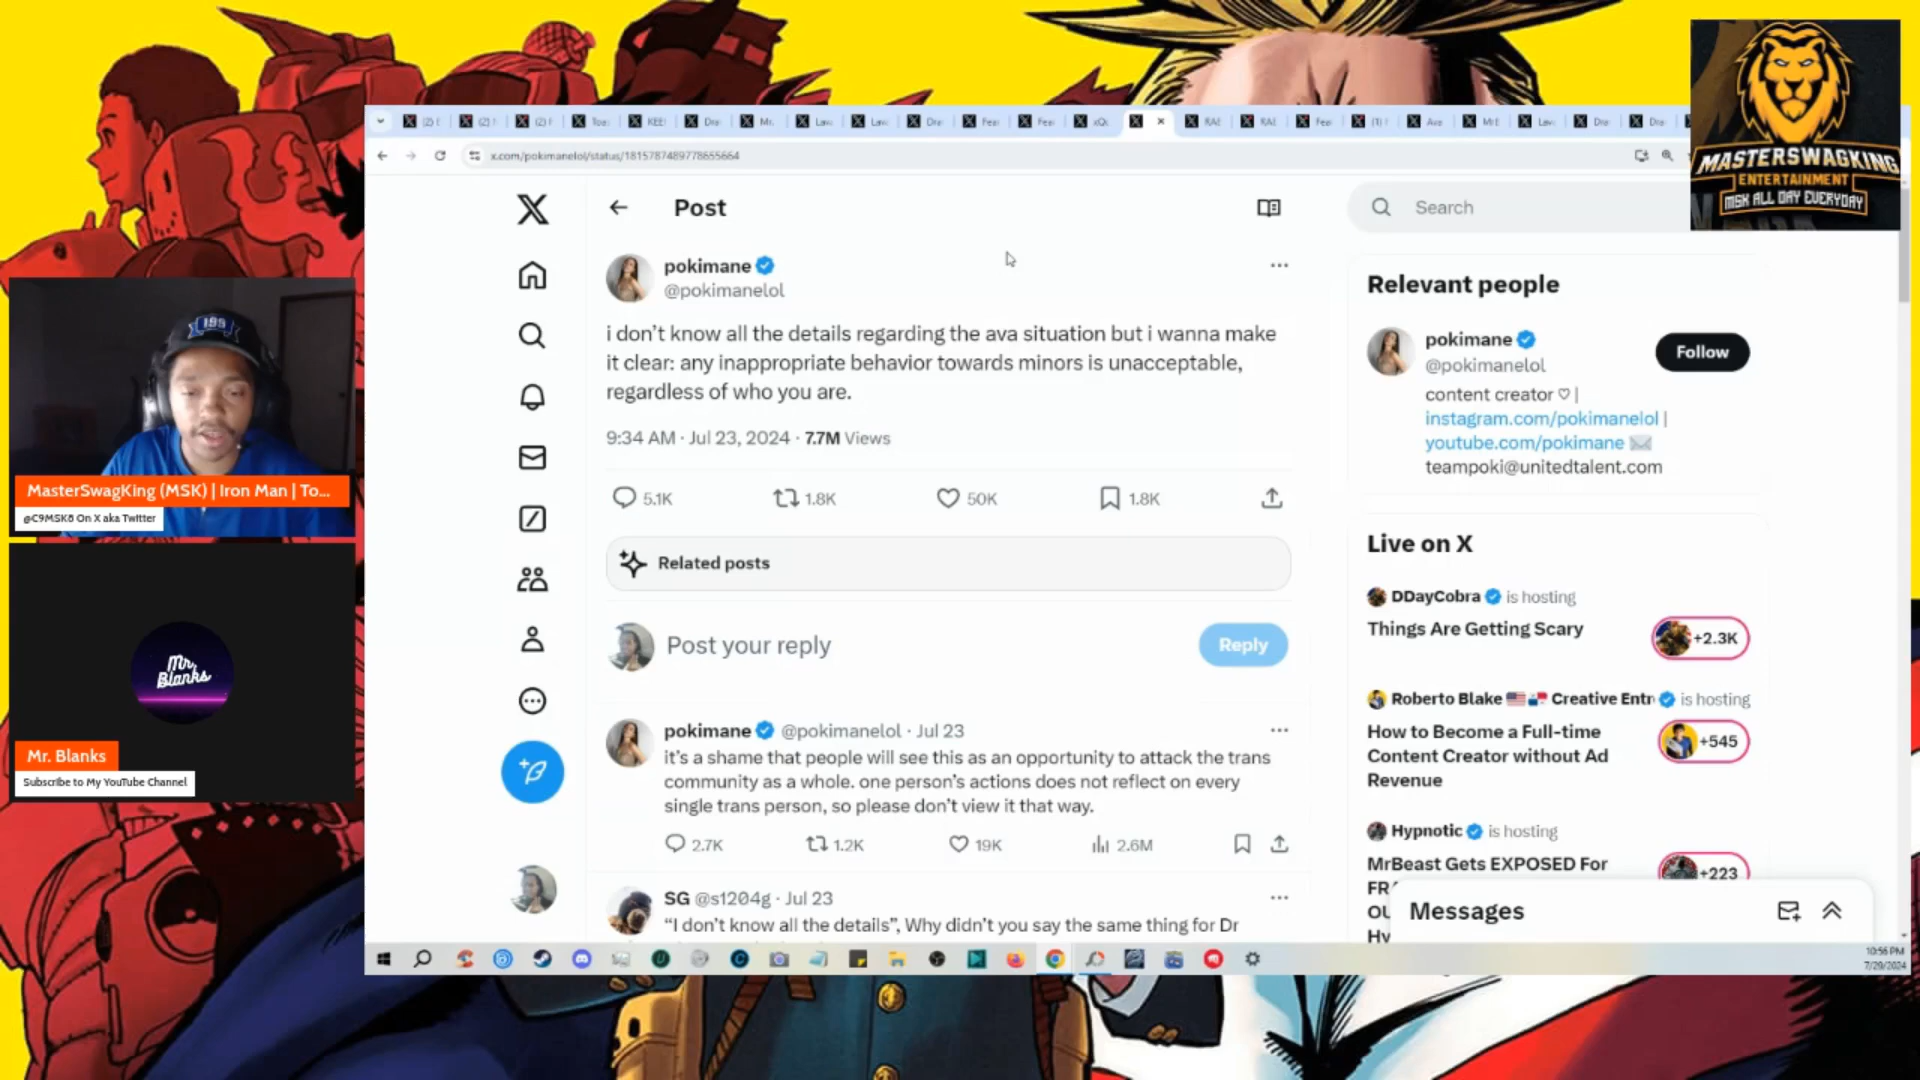 MASTERSWAGKING
ENTERTAINMENT
MSK ALL DAY EVERYDAY
x.com/pokimanelol/status/1815787489778655664
Post
Search
pokimane
@pokimanelol
i don't know all the details regarding the ava situation but i wanna make
it clear: any inappropriate behavior towards minors is unacceptable,
regardless of who you are.
9:34 AM · Jul 23, 2024 · 7.7M Views
5.1K 1.8K 50K 1.8K
Related posts
Post your reply
Reply
pokimane @pokimanelol · Jul 23
it's a shame that people will see this as an opportunity to attack the trans
community as a whole. one person's actions does not reflect on every
single trans person, so please don't view it that way.
2.7K 1.2K 19K 2.6M
SG @s1204g · Jul 23
“I don't know all the details”, Why didn't you say the same thing for Dr
Relevant people
pokimane
@pokimanelol
Follow
content creator ♡ |
instagram.com/pokimanelol |
youtube.com/pokimane
teampoki@unitedtalent.com
Live on X
DDayCobra is hosting
Things Are Getting Scary
+2.3K
Roberto Blake Creative Entr is hosting
How to Become a Full-time
Content Creator without Ad
Revenue
+545
Hypnotic is hosting
MrBeast Gets EXPOSED For
+223
Messages
10:56 PM
7/29/2024
199
MasterSwagKing (MSK) | Iron Man | To...
@C9MSK8 On X aka Twitter
Mr. Blanks
Mr. Blanks
Subscribe to My YouTube Channel